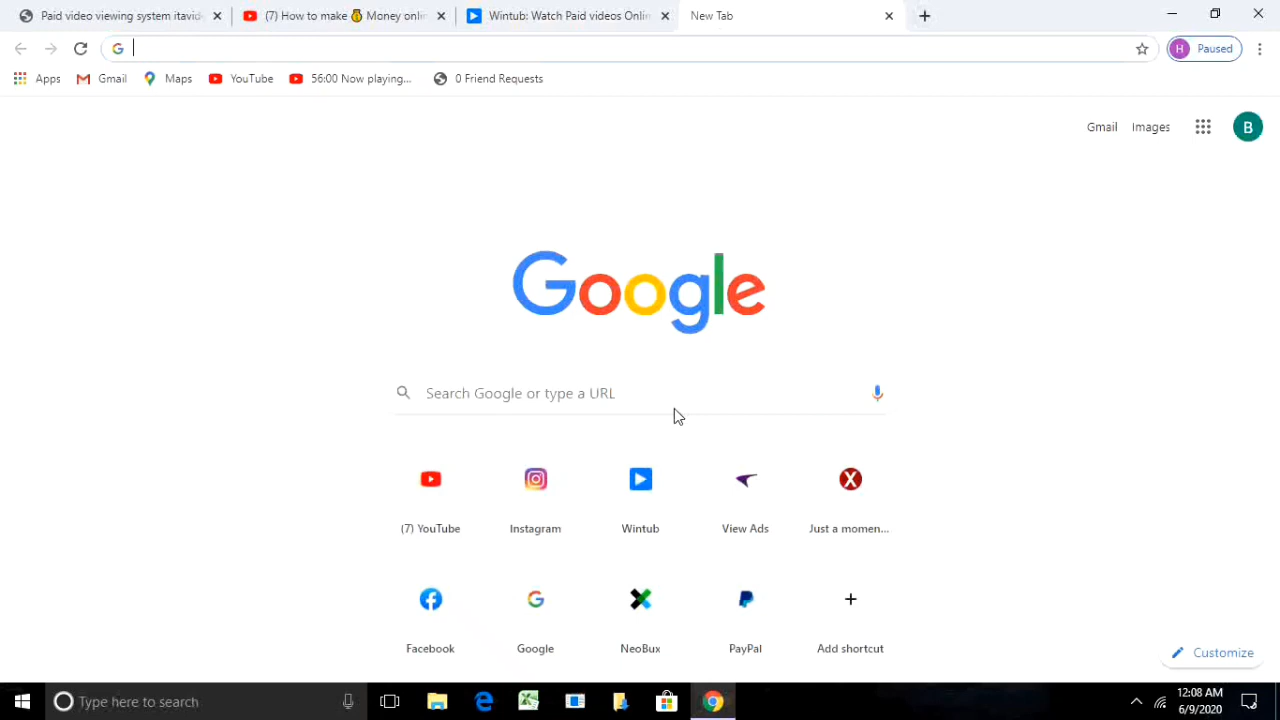 Paid video viewing system itavid
(7) How to make 💰 Money onli
Wintub: Watch Paid videos Onli
New Tab
Paused
Apps
Gmail
Maps
YouTube
56:00 Now playing...
0 Friend Requests
Gmail
Images
B
Google
Search Google or type a URL
(7) YouTube
Instagram
Wintub
View Ads
Just a momen...
Facebook
Google
NeoBux
PayPal
Add shortcut
Customize
Type here to search
12:08 AM
6/9/2020